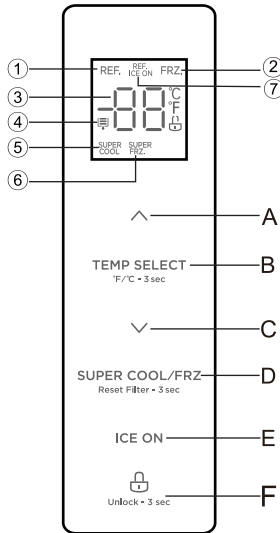 ① REF. REF. ICE ON FRZ. ②
⑦
③ -88 °C
°F
④
⑤ SUPER COOL SUPER FRZ.
⑥
A
TEMP SELECT B
°F/°C - 3 sec
C
SUPER COOL/FRZ D
Reset Filter - 3 sec
ICE ON E
F
Unlock - 3 sec